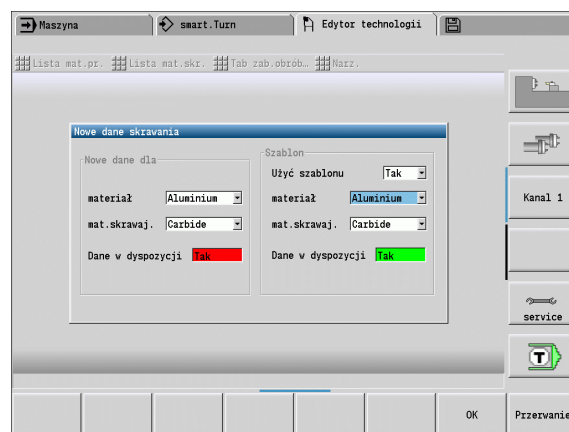 Maszyna
smart.Turn
Edytor technologii
Lista mat.pr.
Lista mat.skr.
Tab zab.obrób…
Narz.
Nowe dane skrawania
Nowe dane dla
materiał Aluminium
mat.skrawaj. Carbide
Dane w dyspozycji Tak
Szablon
Użyć szablonu Tak
materiał Aluminium
mat.skrawaj. Carbide
Dane w dyspozycji Tak
Kanal 1
service
T
OK
Przerwanie